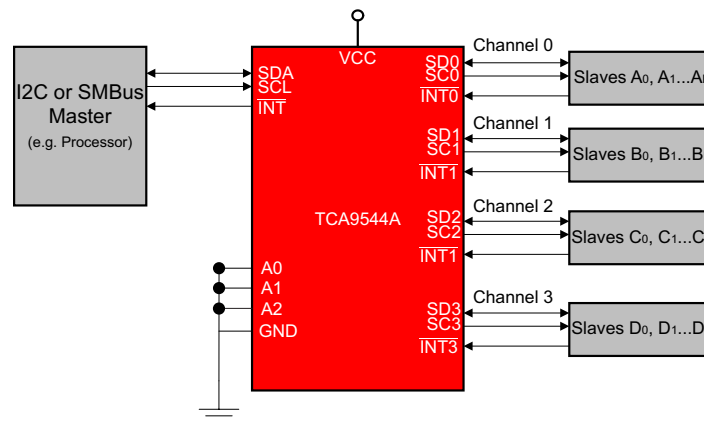 VCC
I2C or SMBus
Master
(e.g. Processor)
SDA
SCL
INT
TCA9544A
A0
A1
A2
GND
SD0
SC0
INT0
Channel 0
Slaves A0, A1...A
SD1
SC1
INT1
Channel 1
Slaves B0, B1...B
SD2
SC2
INT1
Channel 2
Slaves C0, C1...C
SD3
SC3
INT3
Channel 3
Slaves D0, D1...D